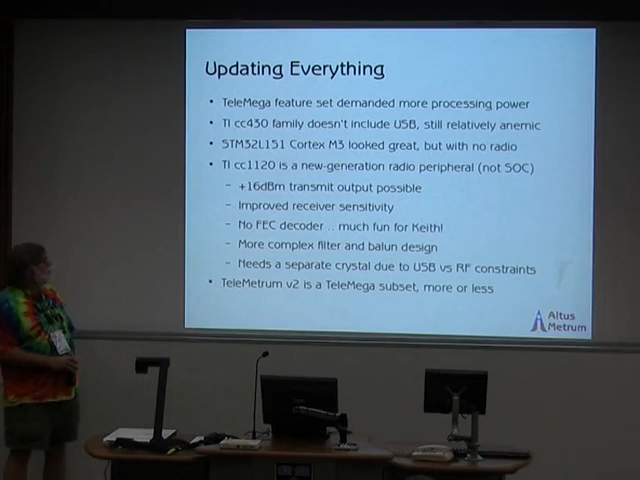 Updating Everything
• TeleMega feature set demanded more processing power
• TI cc430 family doesn't include USB, still relatively anemic
• STM32L151 Cortex M3 looked great, but with no radio
• TI cc1120 is a new-generation radio peripheral (not SOC)
– +16dBm transmit output possible
– Improved receiver sensitivity
– No FEC decoder .. much fun for Keith!
– More complex filter and balun design
– Needs a separate crystal due to USB vs RF constraints
• TeleMetrum v2 is a TeleMega subset, more or less
Altus
Metrum